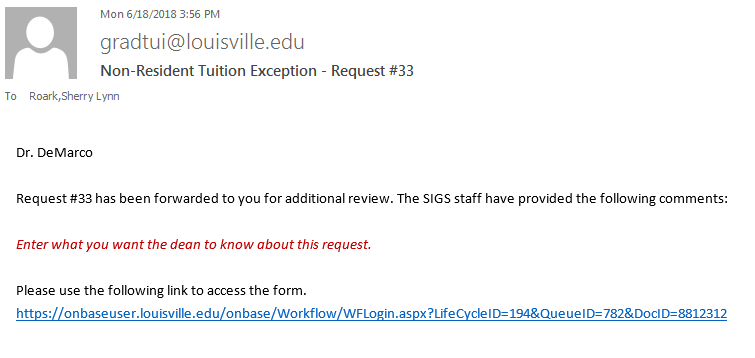 Mon 6/18/2018 3:56 PM
gradtui@louisville.edu
Non-Resident Tuition Exception - Request #33
To Roark,Sherry Lynn
Dr. DeMarco
Request #33 has been forwarded to you for additional review. The SIGS staff have provided the following comments:
Enter what you want the dean to know about this request.
Please use the following link to access the form.
https://onbaseuser.louisville.edu/onbase/Workflow/WFLogin.aspx?LifeCycleID=194&QueueID=782&DocID=8812312